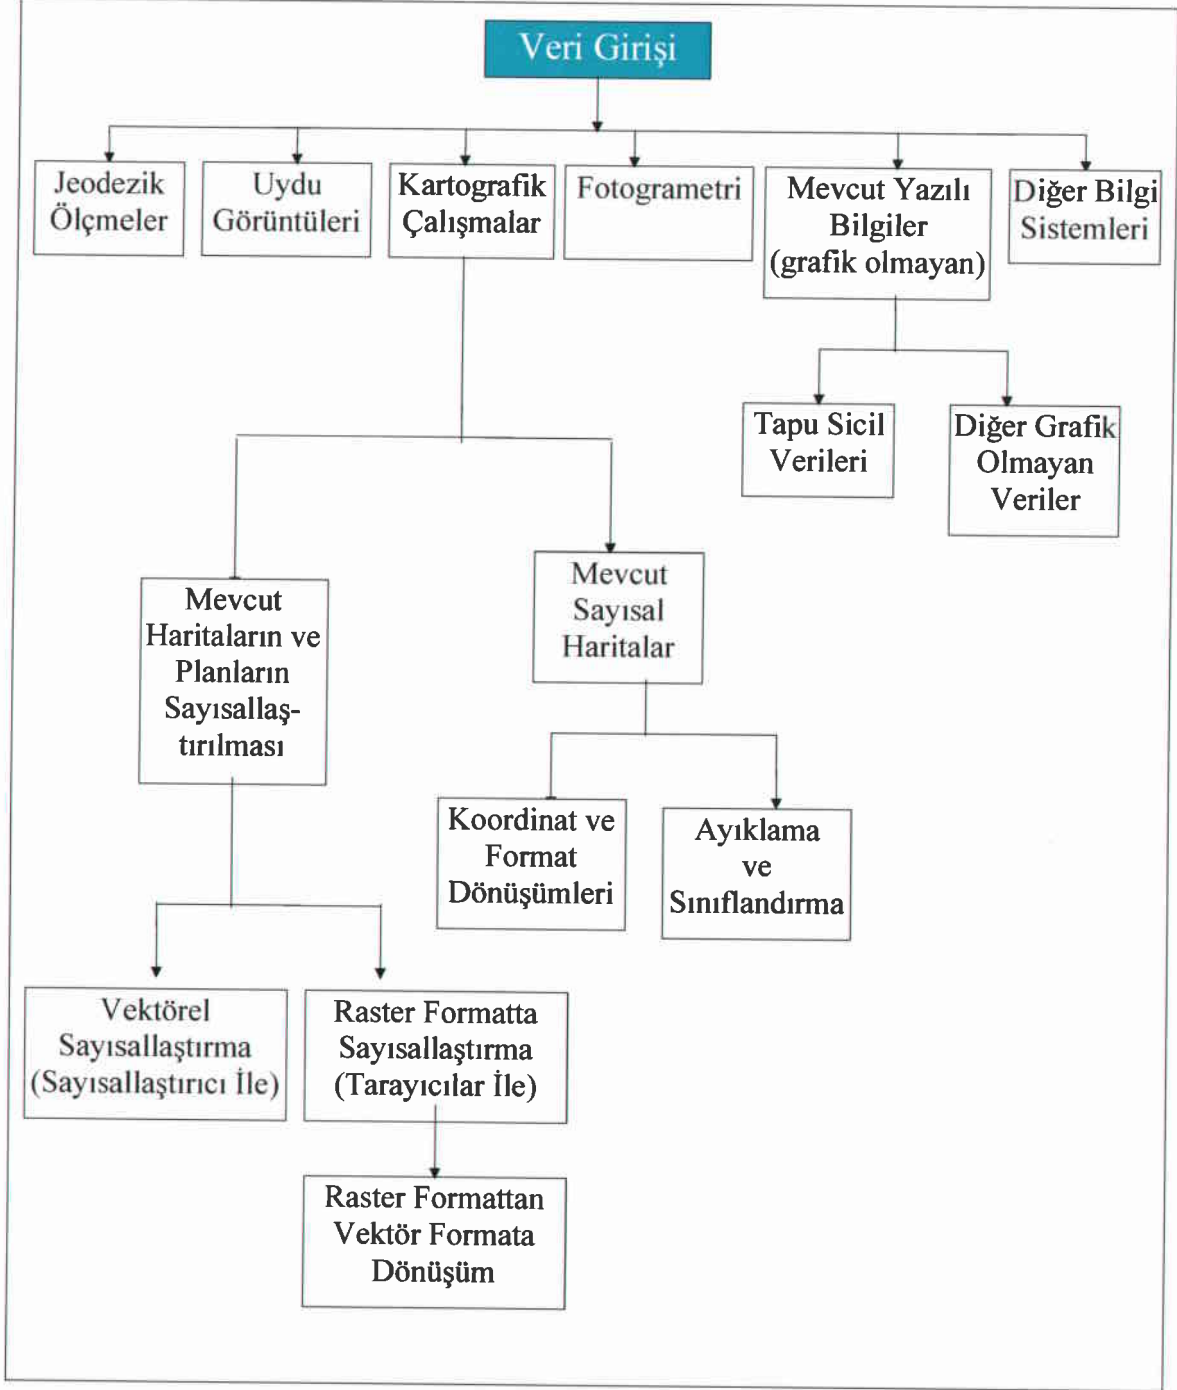 Veri Girişi
Jeodezik
Ölçmeler
Uydu
Görüntüleri
Kartografik
Çalışmalar
Fotogrametri
Mevcut Yazılı
Bilgiler
(grafik olmayan)
Diğer Bilgi
Sistemleri
Tapu Sicil
Verileri
Diğer Grafik
Olmayan
Veriler
Mevcut
Haritaların ve
Planların
Sayısallaş-
tırılması
Mevcut
Sayısal
Haritalar
Koordinat ve
Format
Dönüşümleri
Ayıklama
ve
Sınıflandırma
Vektörel
Sayısallaştırma
(Sayısallaştırıcı İle)
Raster Formatta
Sayısallaştırma
(Tarayıcılar İle)
Raster Formattan
Vektör Formata
Dönüşüm